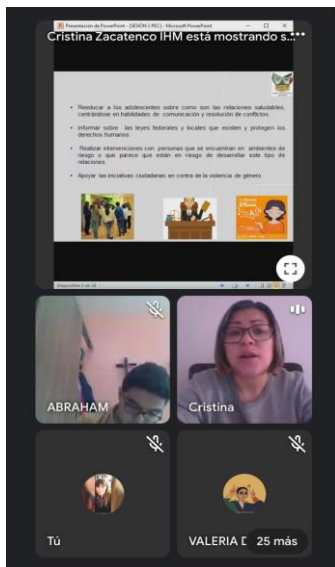 Presentación de PowerPoint - [SESIÓN 2 PEC] - Microsoft PowerPoint
Cristina Zacatenco IHM está mostrando s...
• Reeducar a los adolescentes sobre como son las relaciones saludables,
centrándose en habilidades de comunicación y resolución de conflictos.
• Informar sobre las leyes federales y locales que existen y protegen los
derechos humanos.
• Realizar intervenciones con personas que se encuentran en ambientes de
riesgo o que parece que están en riesgo de desarrollar este tipo de
relaciones.
• Apoyar las iniciativas ciudadanas en contra de la violencia de género.
ABRAHAM
Cristina
Tú
VALERIA D
25 más